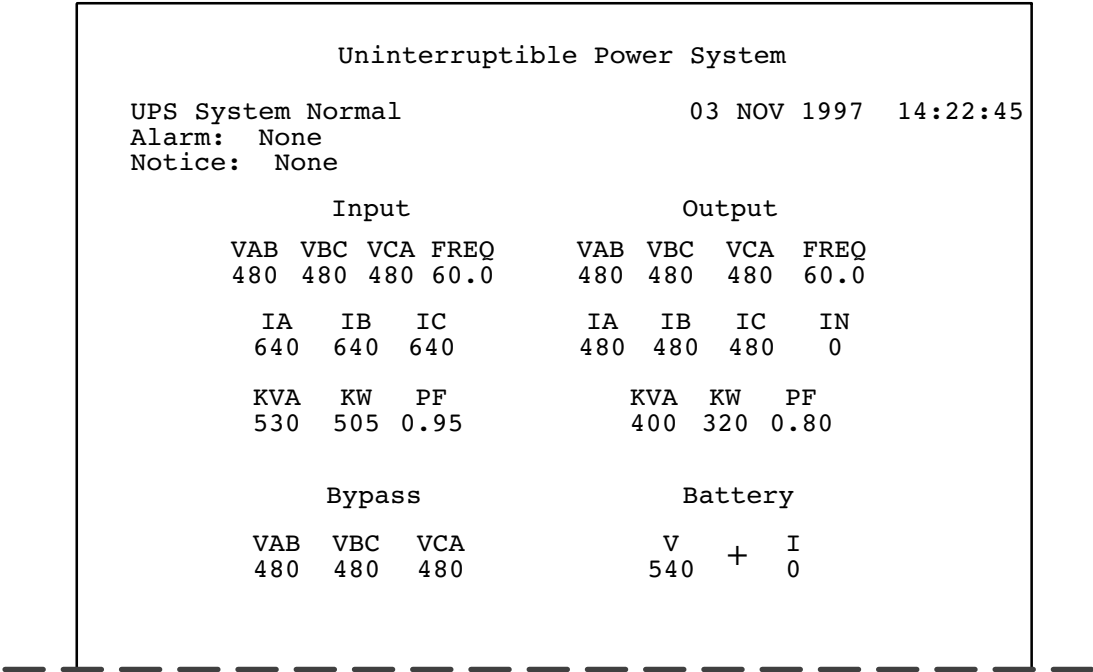 Uninterruptible Power System
UPS System Normal 03 NOV 1997 14:22:45
Alarm: None
Notice: None
Input Output
VAB VBC VCA FREQ VAB VBC VCA FREQ
480 480 480 60.0 480 480 480 60.0
IA IB IC IA IB IC IN
640 640 640 480 480 480 0
KVA KW PF KVA KW PF
530 505 0.95 400 320 0.80
Bypass Battery
VAB VBC VCA V + I
480 480 480 540 0